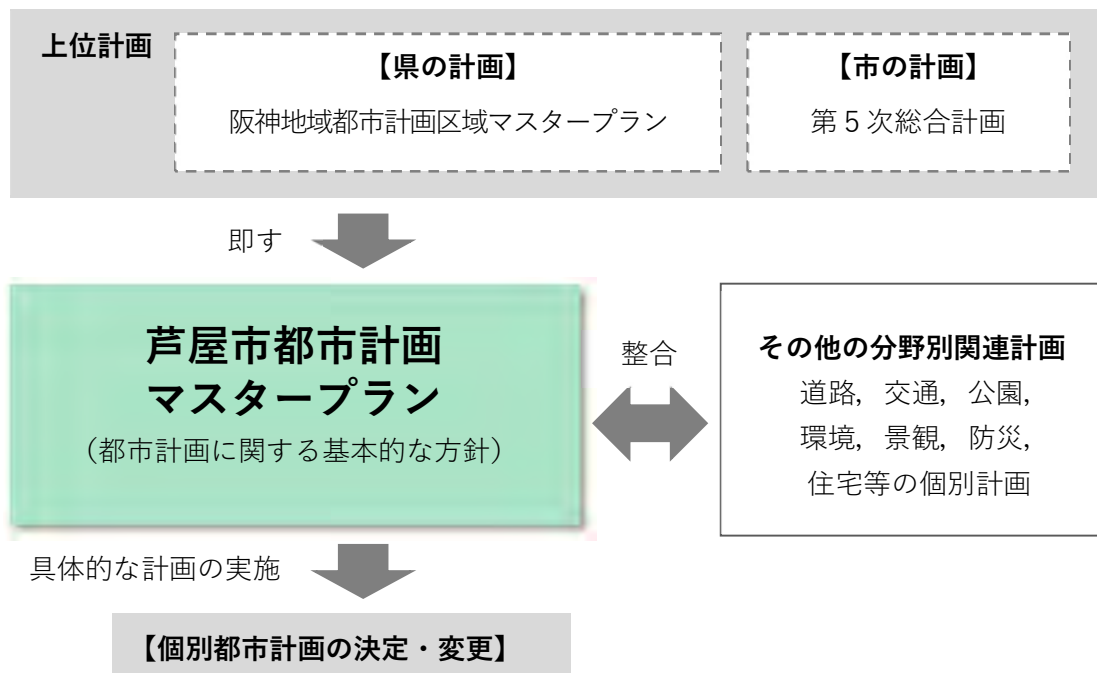 上位計画
【県の計画】
阪神地域都市計画区域マスタープラン
【市の計画】
第5次総合計画
即す
芦屋市都市計画
マスタープラン
（都市計画に関する基本的な方針）
整合
その他の分野別関連計画
道路，交通，公園，
環境，景観，防災，
住宅等の個別計画
具体的な計画の実施
【個別都市計画の決定・変更】